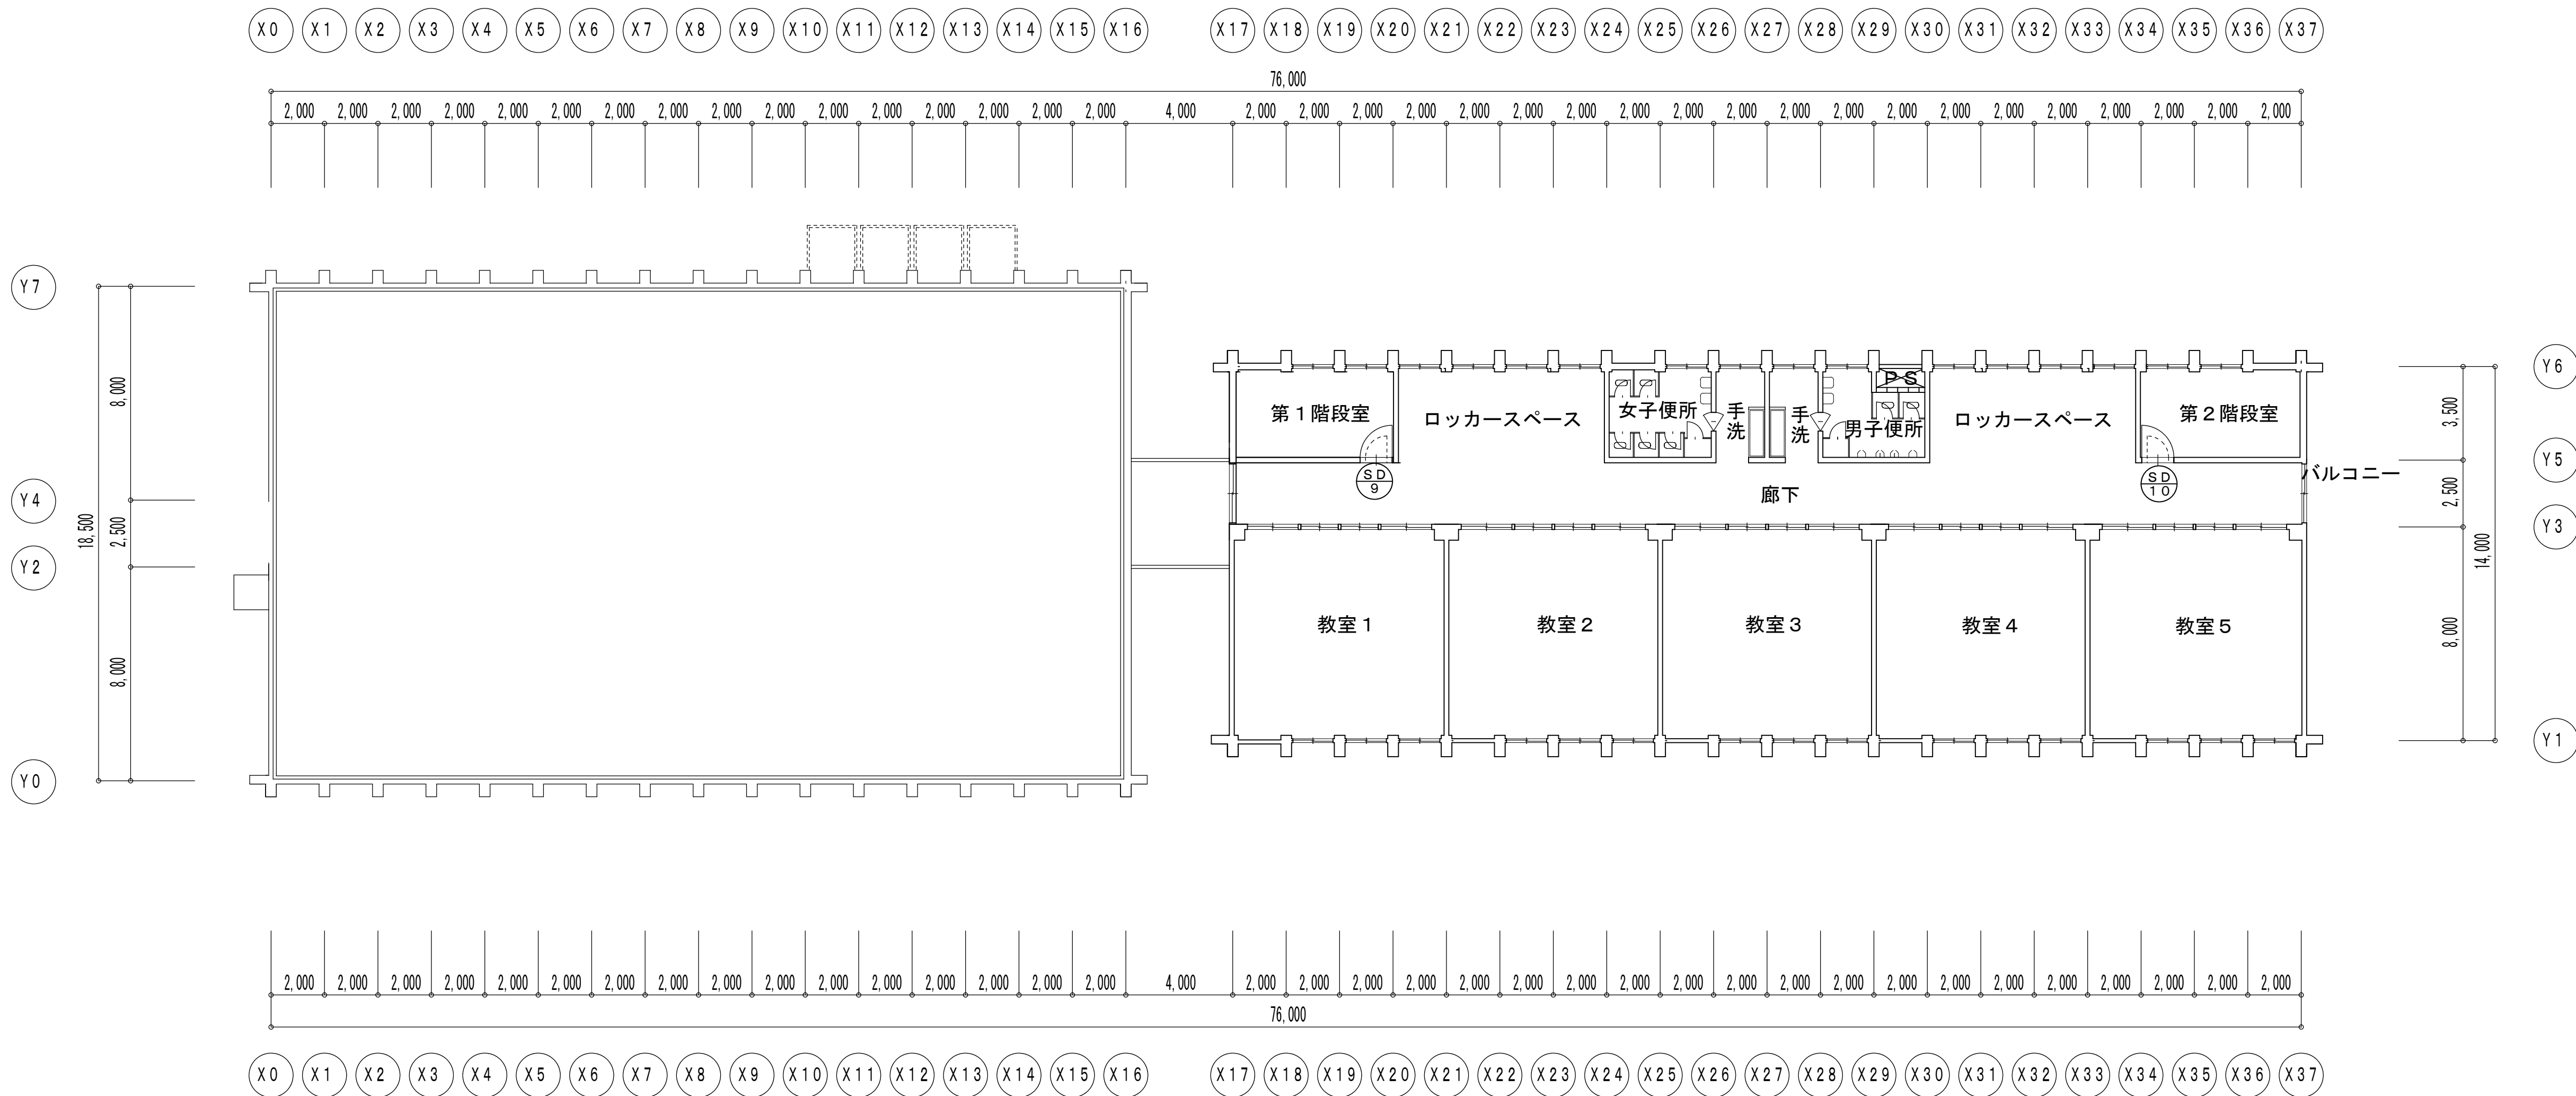 X0 X1 X2 X3 X4 X5 X6 X7 X8 X9 X10 X11 X12 X13 X14 X15 X16 X17 X18 X19 X20 X21 X22 X23 X24 X25 X26 X27 X28 X29 X30 X31 X32 X33 X34 X35 X36 X37
76,000
2,000 2,000 2,000 2,000 2,000 2,000 2,000 2,000 2,000 2,000 2,000 2,000 2,000 2,000 2,000 2,000 4,000 2,000 2,000 2,000 2,000 2,000 2,000 2,000 2,000 2,000 2,000 2,000 2,000 2,000 2,000 2,000 2,000 2,000 2,000 2,000 2,000
Y7
Y4
Y2
Y0
18,500
8,000
2,500
8,000
第1階段室
ロッカースペース
女子便所
手洗
手洗
男子便所
PS
ロッカースペース
第2階段室
SD
9
廊下
SD
10
バルコニー
教室1
教室2
教室3
教室4
教室5
3,500
2,500
8,000
14,000
Y6
Y5
Y3
Y1
2,000 2,000 2,000 2,000 2,000 2,000 2,000 2,000 2,000 2,000 2,000 2,000 2,000 2,000 2,000 2,000 4,000 2,000 2,000 2,000 2,000 2,000 2,000 2,000 2,000 2,000 2,000 2,000 2,000 2,000 2,000 2,000 2,000 2,000 2,000 2,000 2,000
76,000
X0 X1 X2 X3 X4 X5 X6 X7 X8 X9 X10 X11 X12 X13 X14 X15 X16 X17 X18 X19 X20 X21 X22 X23 X24 X25 X26 X27 X28 X29 X30 X31 X32 X33 X34 X35 X36 X37